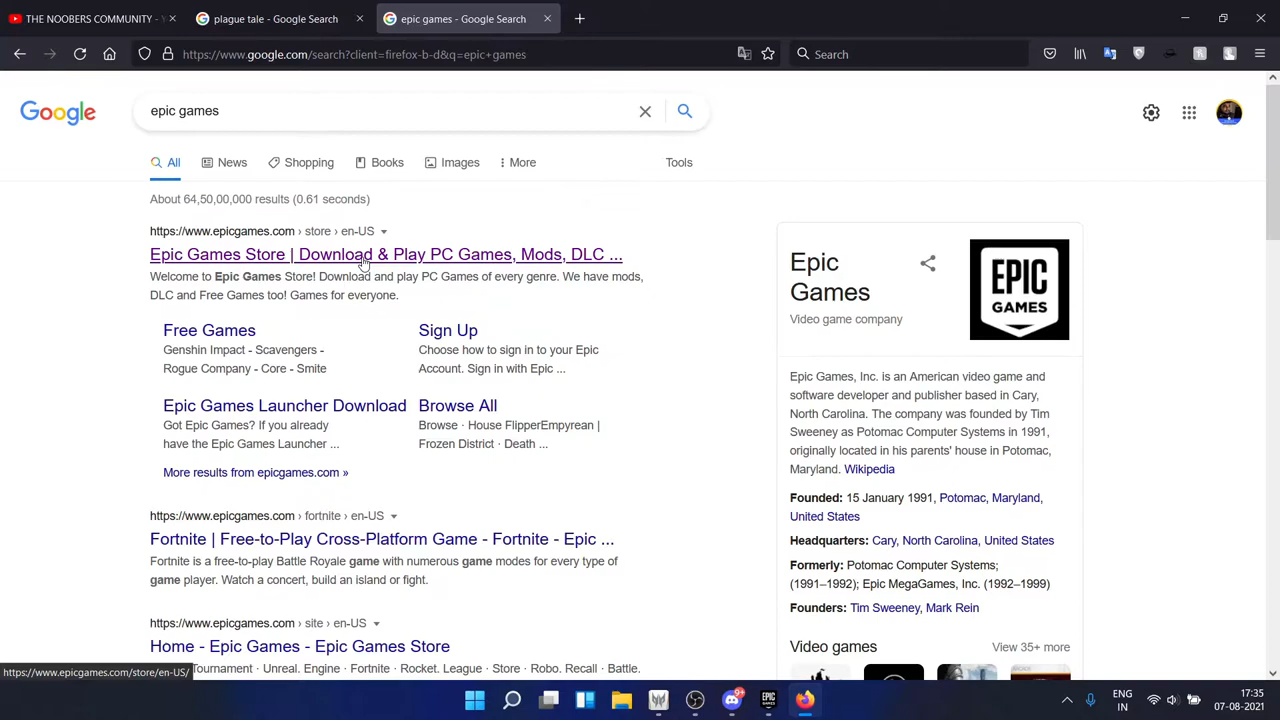 THE NOOBERS COMMUNITY - Y
plague tale - Google Search
epic games - Google Search
https://www.google.com/search?client=firefox-b-d&q=epic+games
Search
Google
epic games
All
News
Shopping
Books
Images
More
Tools
About 64,50,00,000 results (0.61 seconds)
https://www.epicgames.com › store › en-US
Epic Games Store | Download & Play PC Games, Mods, DLC ...
Welcome to Epic Games Store! Download and play PC Games of every genre. We have mods,
DLC and Free Games too! Games for everyone.
Free Games
Genshin Impact - Scavengers -
Rogue Company - Core - Smite
Sign Up
Choose how to sign in to your Epic
Account. Sign in with Epic ...
Epic Games Launcher Download
Got Epic Games? If you already
have the Epic Games Launcher ...
Browse All
Browse · House FlipperEmpyrean |
Frozen District · Death ...
More results from epicgames.com »
https://www.epicgames.com › fortnite › en-US
Fortnite | Free-to-Play Cross-Platform Game - Fortnite - Epic ...
Fortnite is a free-to-play Battle Royale game with numerous game modes for every type of
game player. Watch a concert, build an island or fight.
https://www.epicgames.com › site › en-US
Home - Epic Games - Epic Games Store
Tournament · Unreal. Engine · Fortnite · Rocket. League · Store · Robo. Recall · Battle.
https://www.epicgames.com/store/en-US/
Epic
Games
Video game company
EPIC
GAMES
Epic Games, Inc. is an American video game and
software developer and publisher based in Cary,
North Carolina. The company was founded by Tim
Sweeney as Potomac Computer Systems in 1991,
originally located in his parents' house in Potomac,
Maryland. Wikipedia
Founded: 15 January 1991, Potomac, Maryland,
United States
Headquarters: Cary, North Carolina, United States
Formerly: Potomac Computer Systems;
(1991–1992); Epic MegaGames, Inc. (1992–1999)
Founders: Tim Sweeney, Mark Rein
Video games
View 35+ more
9+
EPIC
GAMES
ENG
IN
17:35
07-08-2021